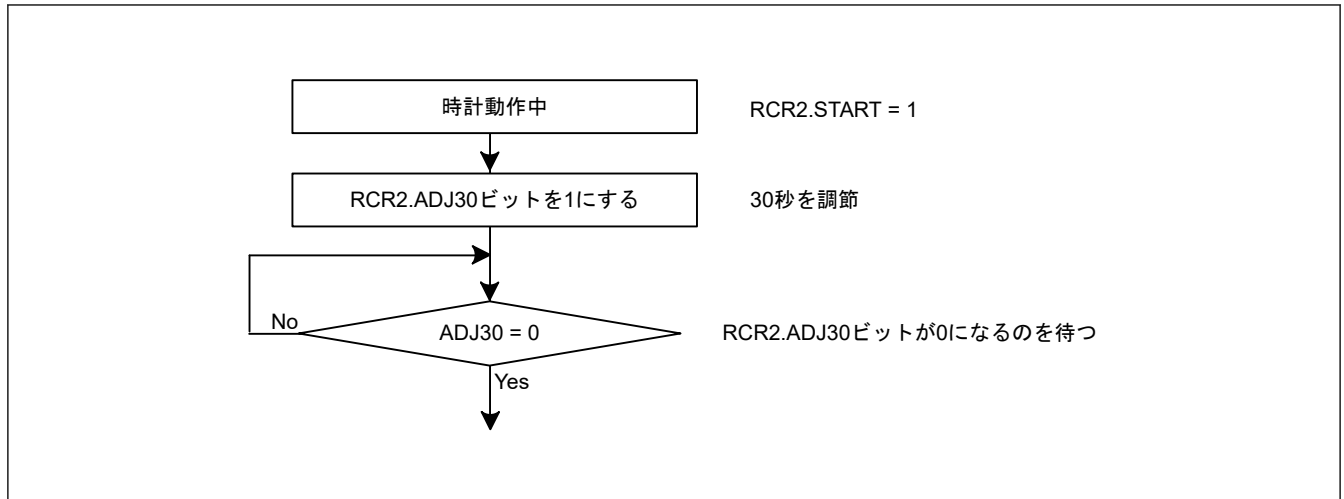 時計動作中
RCR2.START = 1
RCR2.ADJ30ビットを1にする
30秒を調節
No
ADJ30 = 0
RCR2.ADJ30ビットが0になるのを待つ
Yes